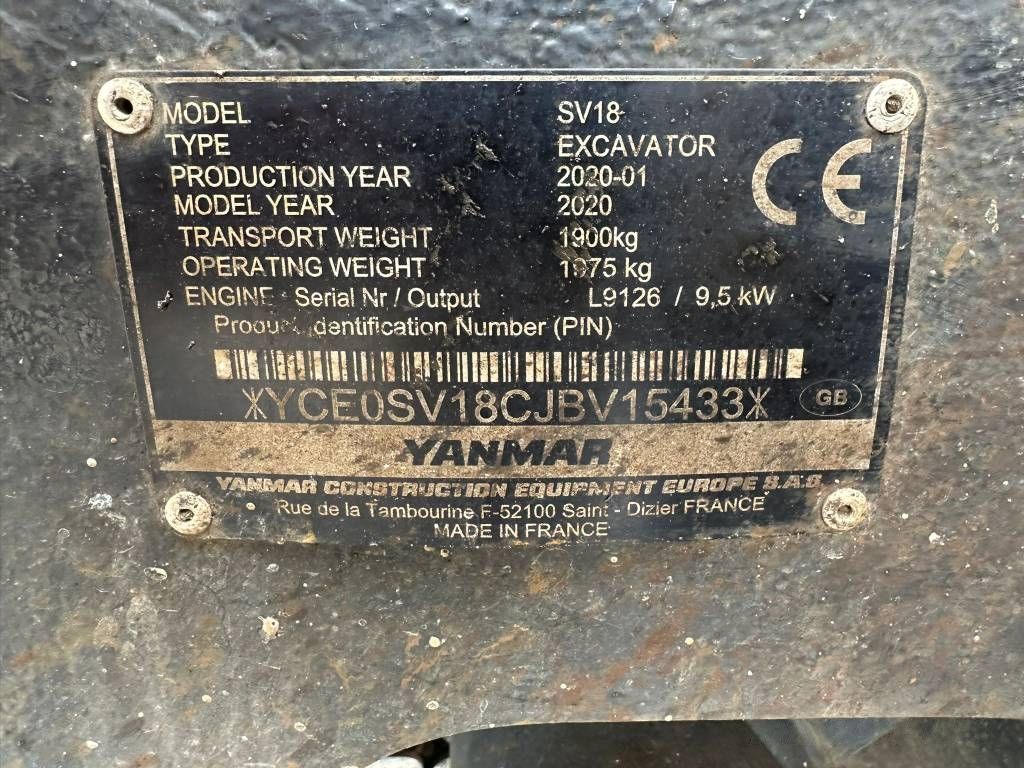 MODEL SV18
TYPE EXCAVATOR
PRODUCTION YEAR 2020-01
MODEL YEAR 2020
TRANSPORT WEIGHT 1900kg
OPERATING WEIGHT 1975 kg
ENGINE - Serial Nr / Output L9126 / 9,5 kW
Product Identification Number (PIN)
CE
*YCE0SV18CJBV15433*
GB
YANMAR
YANMAR CONSTRUCTION EQUIPMENT EUROPE S.A.S.
Rue de la Tambourine F-52100 Saint - Dizier FRANCE
MADE IN FRANCE